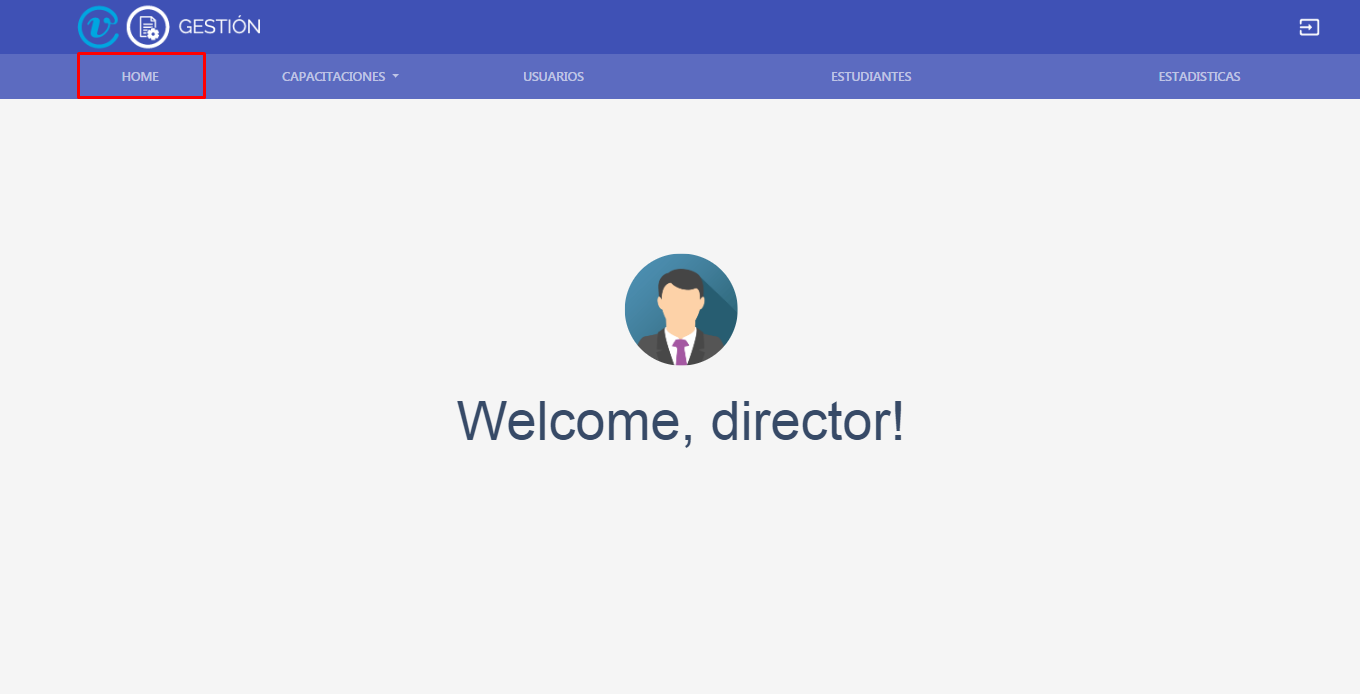 GESTIÓN
HOME CAPACITACIONES USUARIOS ESTUDIANTES ESTADISTICAS
Welcome, director!